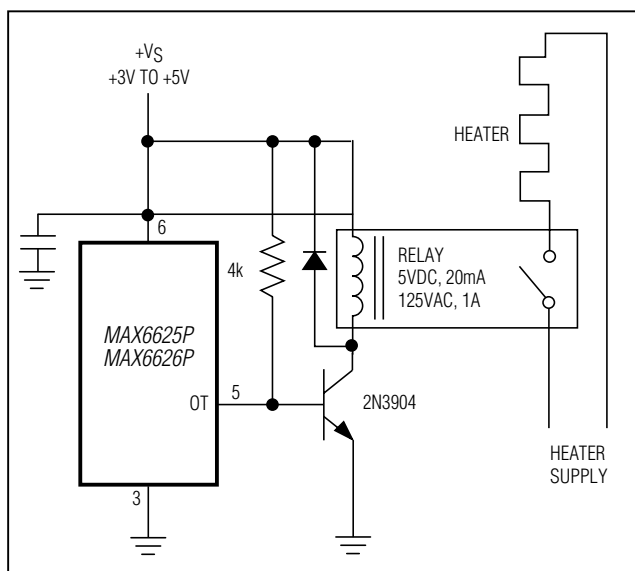 +VS
+3V TO +5V
HEATER
6
4k
RELAY
5VDC, 20mA
125VAC, 1A
MAX6625P
MAX6626P
OT
5
2N3904
3
HEATER
SUPPLY